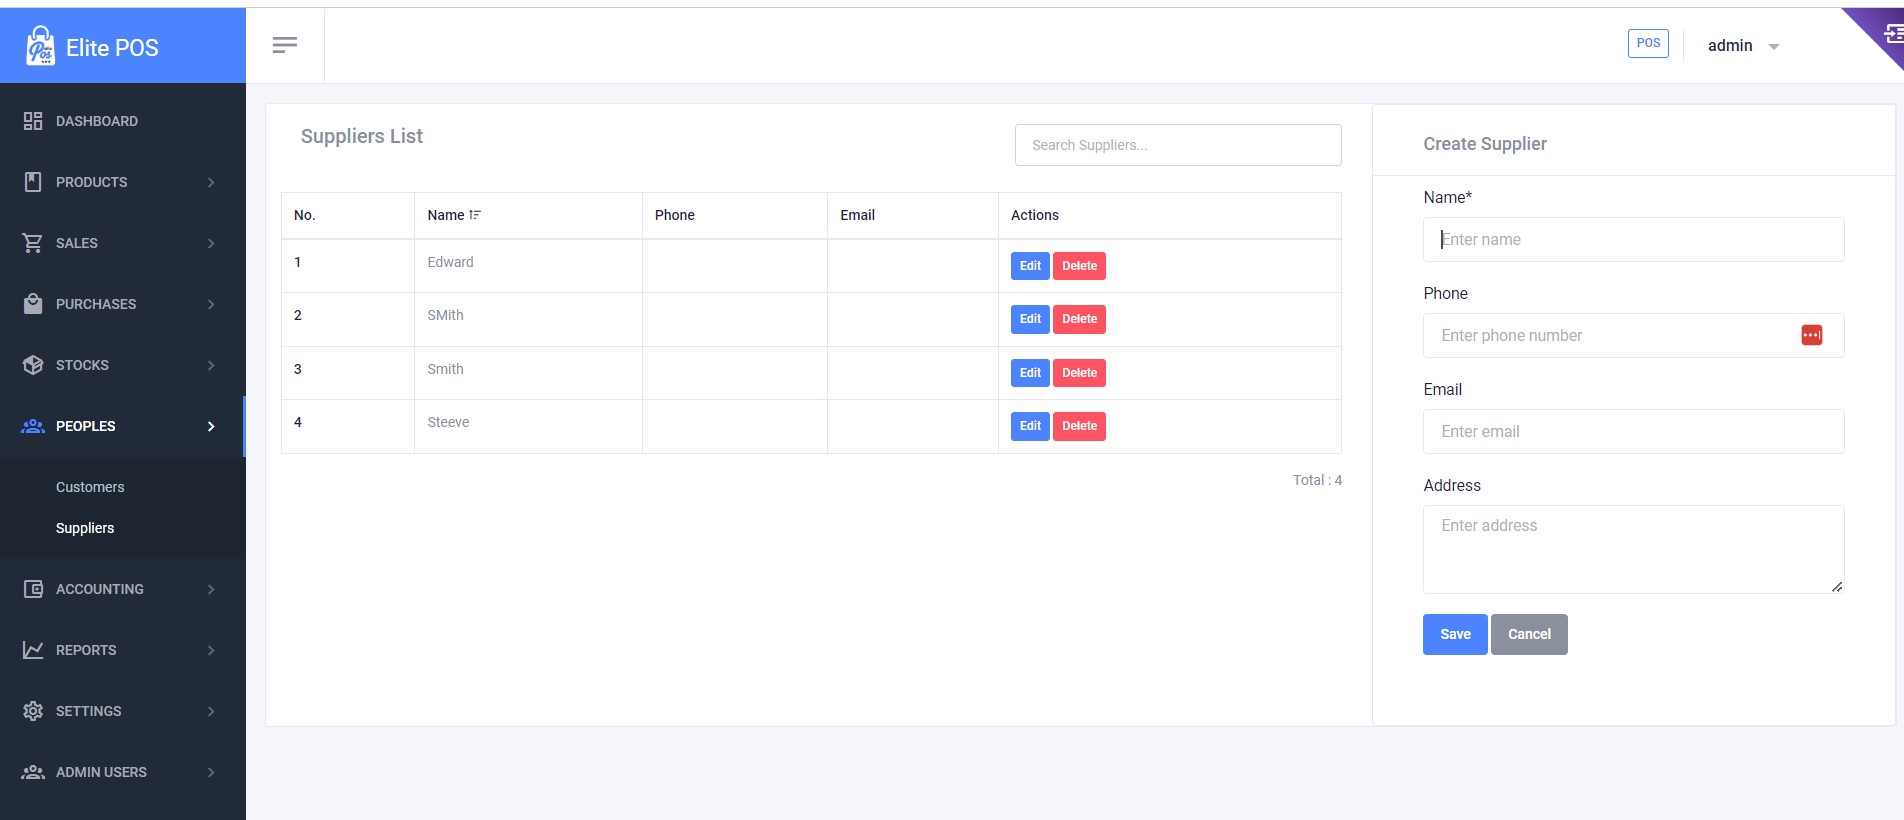 Elite POS
POS
admin
DASHBOARD
PRODUCTS
SALES
PURCHASES
STOCKS
PEOPLES
Customers
Suppliers
ACCOUNTING
REPORTS
SETTINGS
ADMIN USERS
Suppliers List
Search Suppliers...
No. Name Phone Email Actions
1 Edward Edit Delete
2 SMith Edit Delete
3 Smith Edit Delete
4 Steeve Edit Delete
Total : 4
Create Supplier
Name*
Enter name
Phone
Enter phone number
Email
Enter email
Address
Enter address
Save Cancel